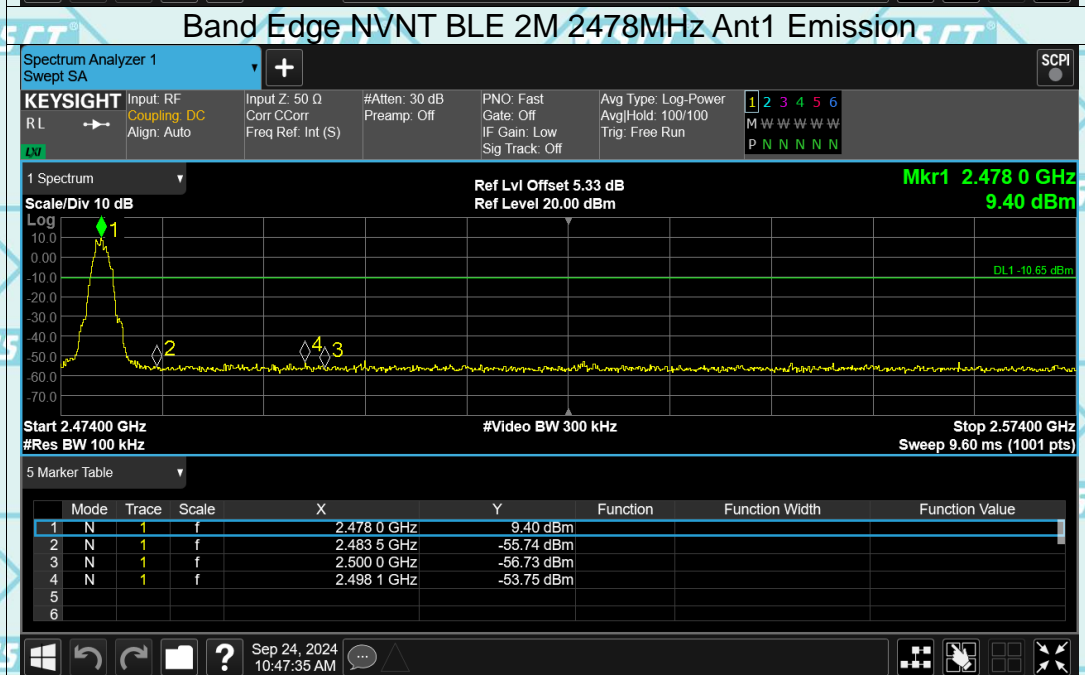 Band Edge NVNT BLE 2M 2478MHz Ant1 Emission
Spectrum Analyzer 1
Swept SA
+
SCPI
KEYSIGHT
R L
LXI
Input: RF
Coupling: DC
Align: Auto
Input Z: 50 Ω
Corr CCorr
Freq Ref: Int (S)
#Atten: 30 dB
Preamp: Off
PNO: Fast
Gate: Off
IF Gain: Low
Sig Track: Off
Avg Type: Log-Power
Avg|Hold: 100/100
Trig: Free Run
1 2 3 4 5 6
M W W W W W
P N N N N N
1 Spectrum
Ref Lvl Offset 5.33 dB
Mkr1 2.478 0 GHz
Scale/Div 10 dB
Ref Level 20.00 dBm
9.40 dBm
Log
10.0
0.00
-10.0
-20.0
-30.0
-40.0
-50.0
-60.0
-70.0
1
2
4
3
DL1 -10.65 dBm
Start 2.47400 GHz
#Video BW 300 kHz
Stop 2.57400 GHz
#Res BW 100 kHz
Sweep 9.60 ms (1001 pts)
5 Marker Table
Mode Trace Scale X Y Function Function Width Function Value
1 N 1 f 2.478 0 GHz 9.40 dBm
2 N 1 f 2.483 5 GHz -55.74 dBm
3 N 1 f 2.500 0 GHz -56.73 dBm
4 N 1 f 2.498 1 GHz -53.75 dBm
5
6
?
Sep 24, 2024
10:47:35 AM